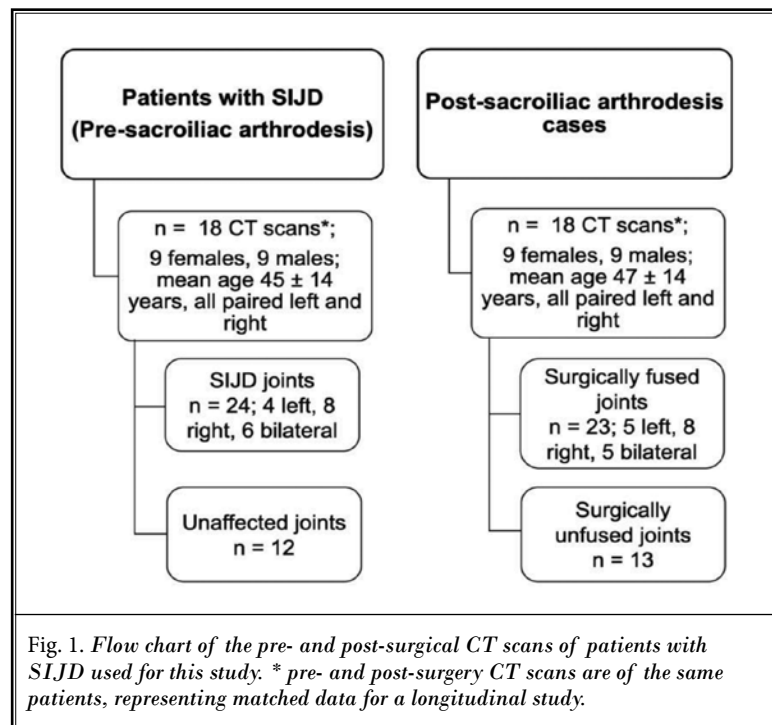 Patients with SIJD
(Pre-sacroiliac arthrodesis)
n = 18 CT scans*;
9 females, 9 males;
mean age 45 ± 14
years, all paired left and
right
SIJD joints
n = 24; 4 left, 8
right, 6 bilateral
Unaffected joints
n = 12
Post-sacroiliac arthrodesis
cases
n = 18 CT scans*;
9 females, 9 males;
mean age 47 ± 14
years, all paired left and
right
Surgically fused
joints
n = 23; 5 left, 8
right, 5 bilateral
Surgically
unfused joints
n = 13
Fig. 1. Flow chart of the pre- and post-surgical CT scans of patients with
SIJD used for this study. * pre- and post-surgery CT scans are of the same
patients, representing matched data for a longitudinal study.